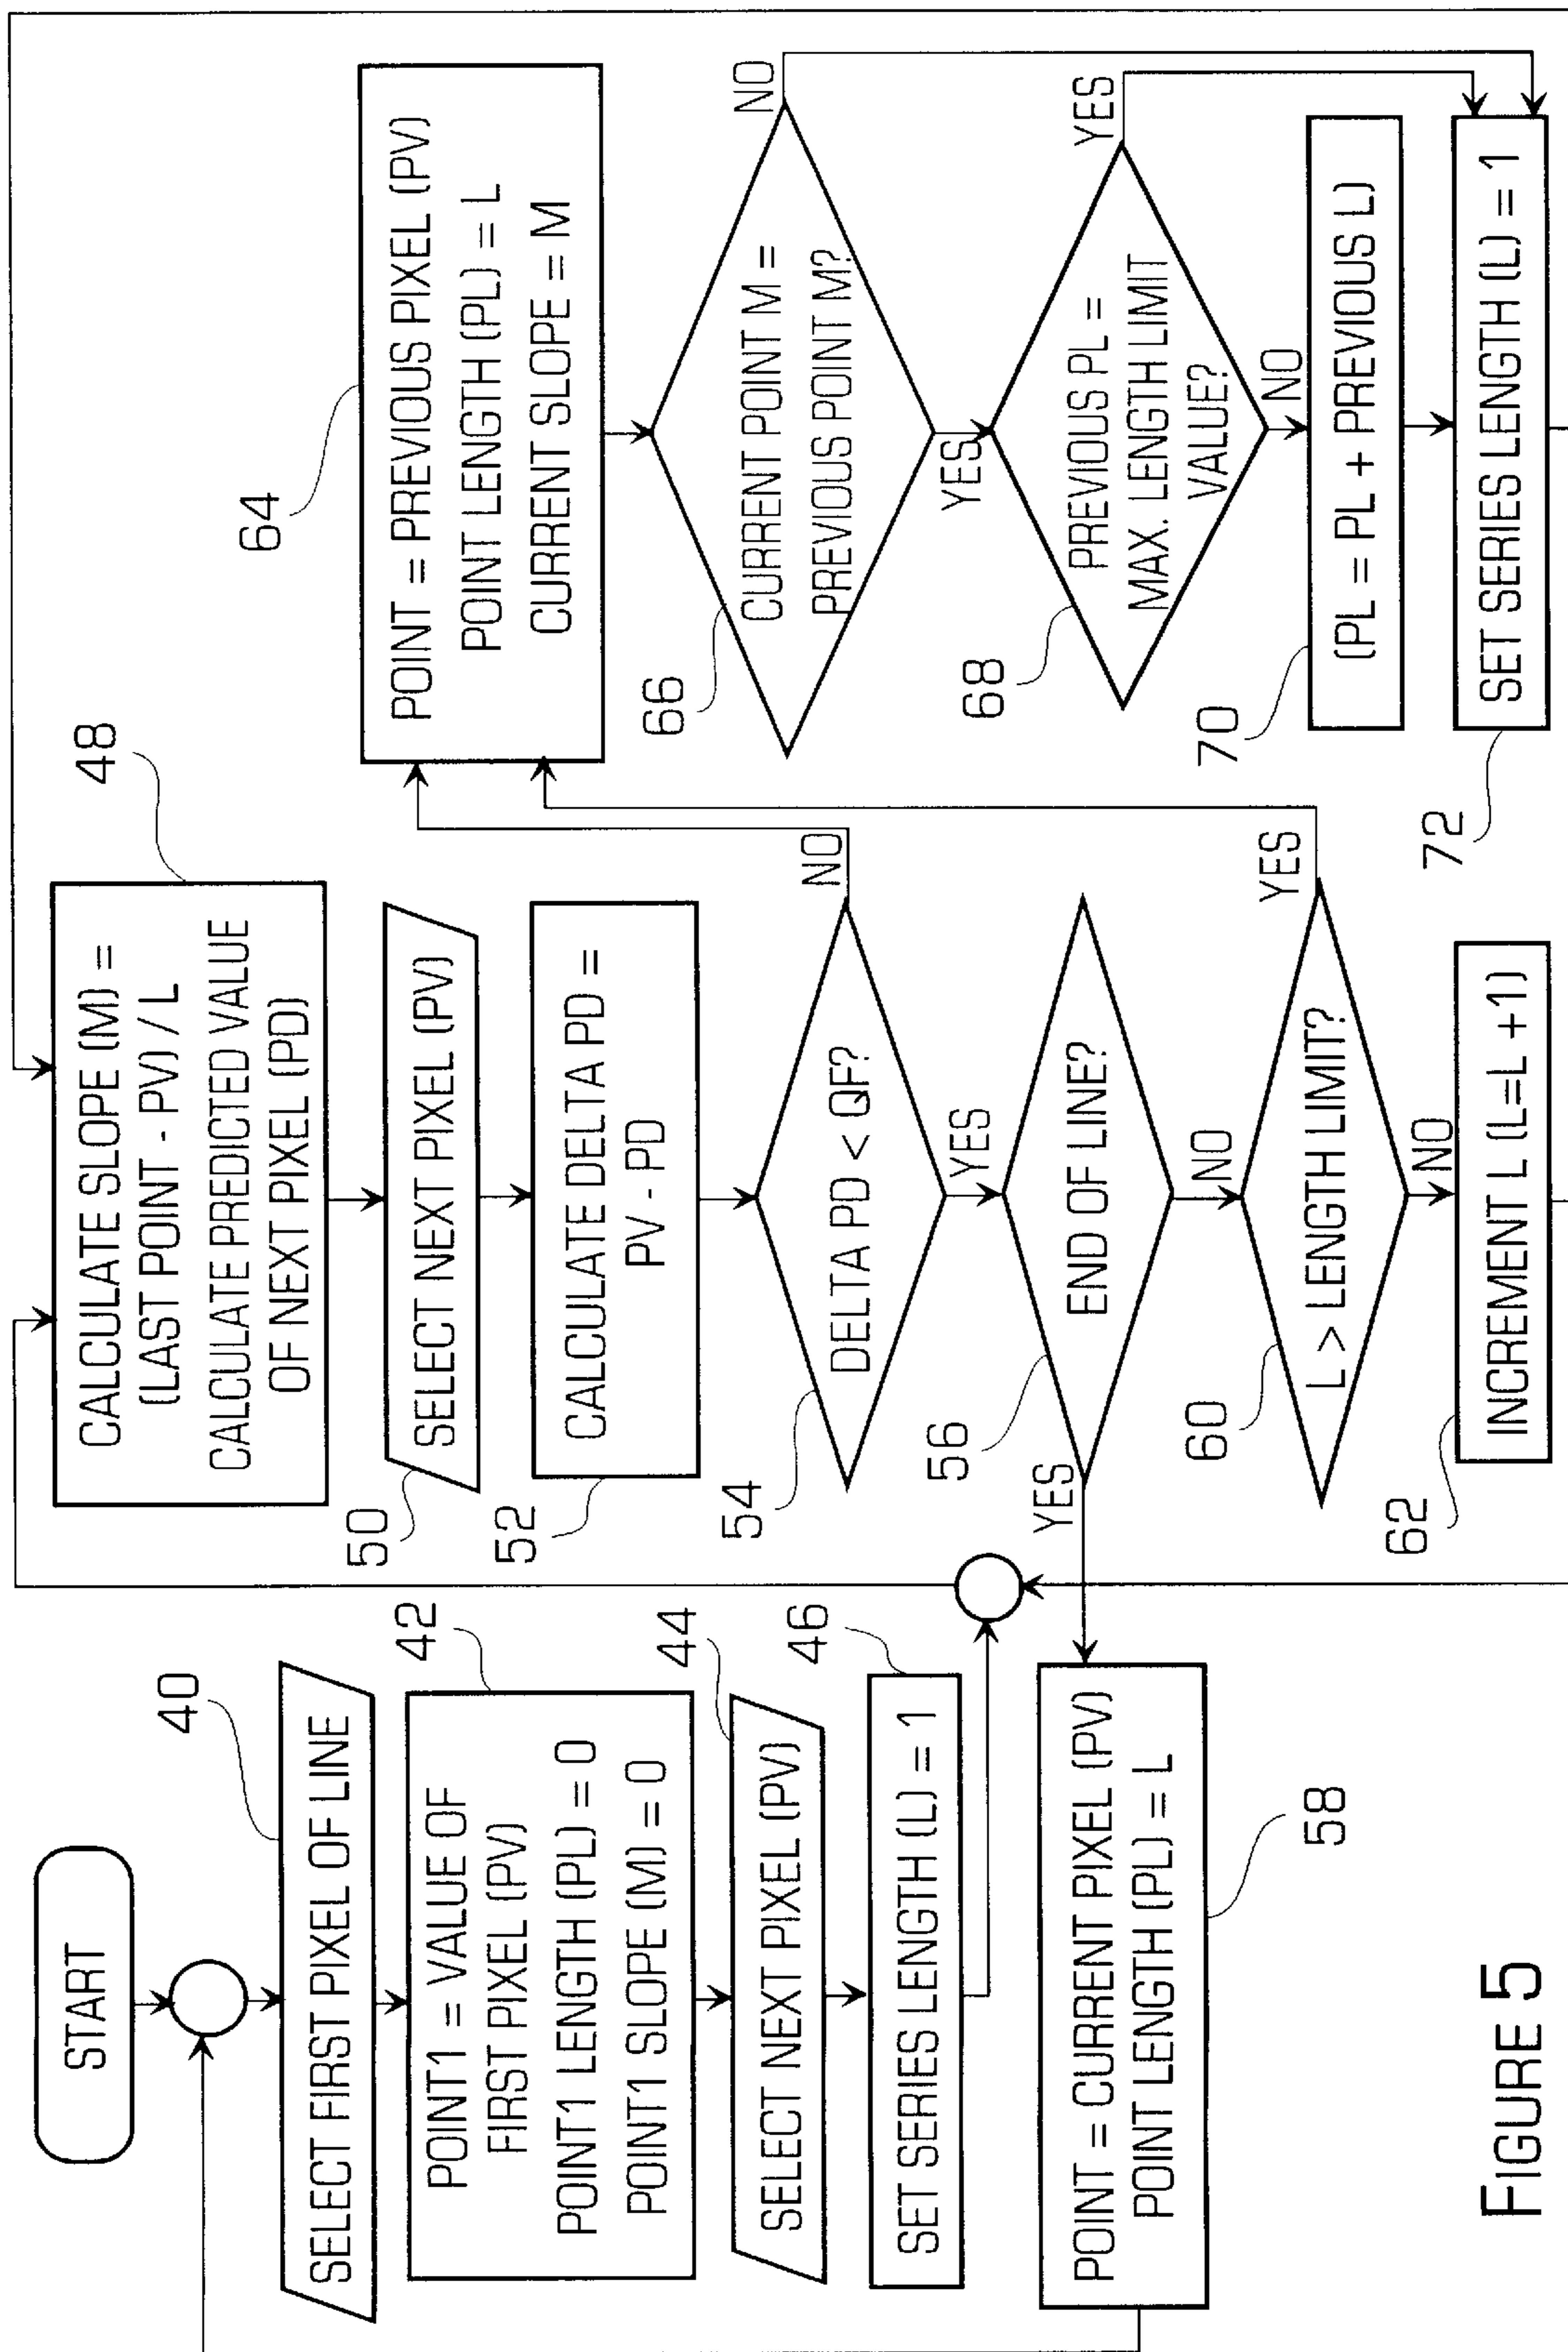 START
40
SELECT FIRST PIXEL OF LINE
42
POINT1 = VALUE OF
FIRST PIXEL (PV)
POINT1 LENGTH (PL) = 0
POINT1 SLOPE (M) = 0
44
SELECT NEXT PIXEL (PV)
46
SET SERIES LENGTH (L) = 1
POINT = CURRENT PIXEL (PV)
POINT LENGTH (PL) = L
58
48
CALCULATE SLOPE (M) =
(LAST POINT - PV) / L
CALCULATE PREDICTED VALUE
OF NEXT PIXEL (PD)
50
SELECT NEXT PIXEL (PV)
52
CALCULATE DELTA PD =
PV - PD
54
DELTA PD < QF?
NO
YES
56
END OF LINE?
YES
NO
60
L > LENGTH LIMIT?
YES
NO
62
INCREMENT L (L=L +1)
64
POINT = PREVIOUS PIXEL (PV)
POINT LENGTH (PL) = L
CURRENT SLOPE = M
66
CURRENT POINT M =
PREVIOUS POINT M?
NO
YES
68
PREVIOUS PL =
MAX. LENGTH LIMIT
VALUE?
YES
NO
70
(PL = PL + PREVIOUS L)
72
SET SERIES LENGTH (L) = 1
FIGURE 5